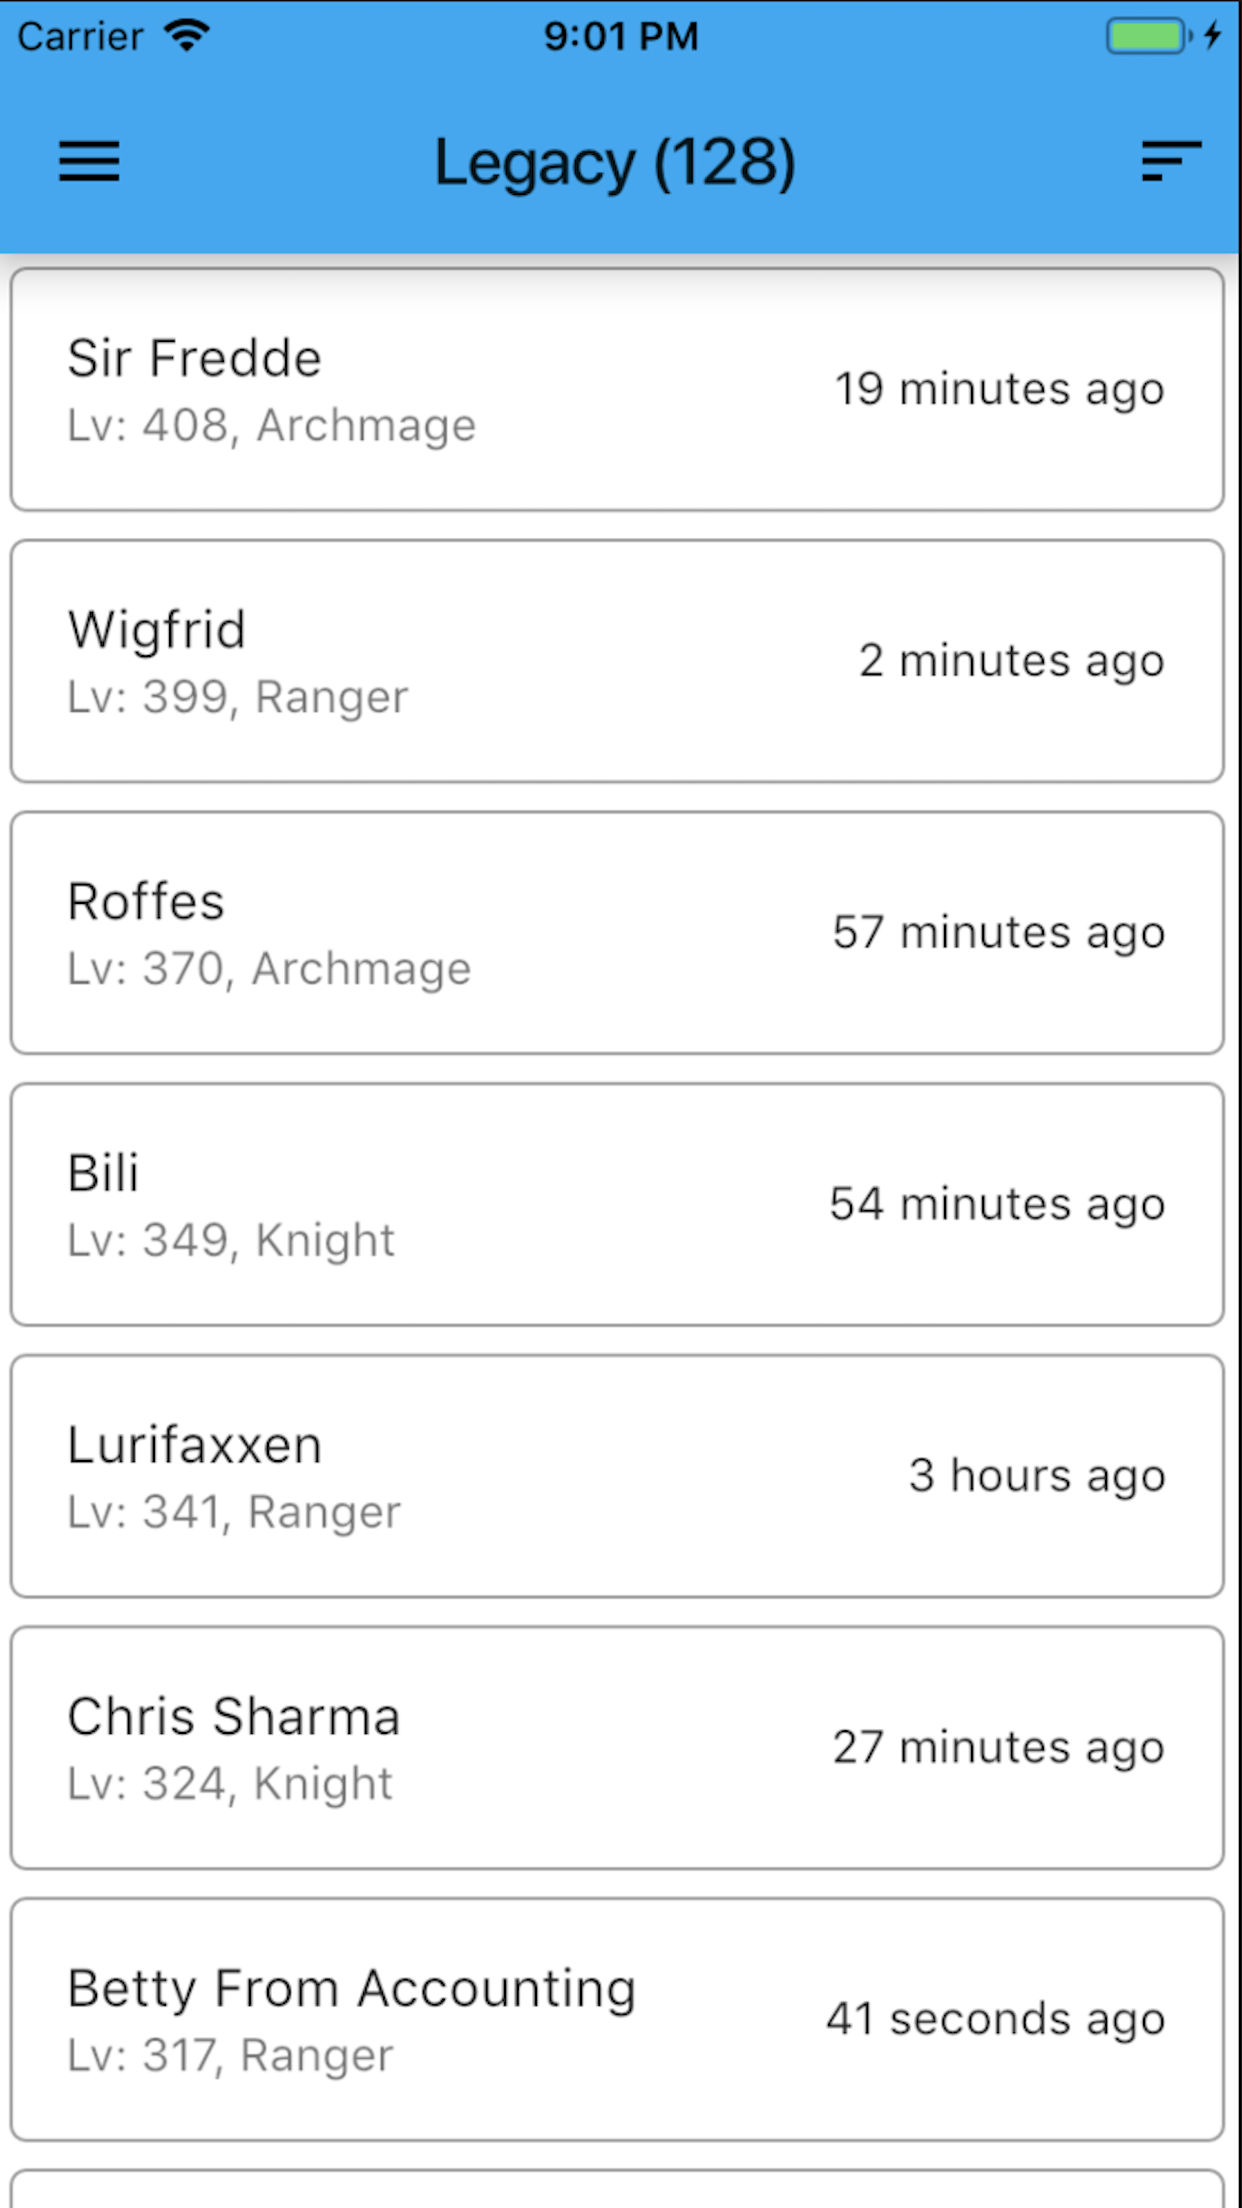 Carrier 9:01 PM
Legacy (128)
Sir Fredde
Lv: 408, Archmage
19 minutes ago
Wigfrid
Lv: 399, Ranger
2 minutes ago
Roffes
Lv: 370, Archmage
57 minutes ago
Bili
Lv: 349, Knight
54 minutes ago
Lurifaxxen
Lv: 341, Ranger
3 hours ago
Chris Sharma
Lv: 324, Knight
27 minutes ago
Betty From Accounting
Lv: 317, Ranger
41 seconds ago